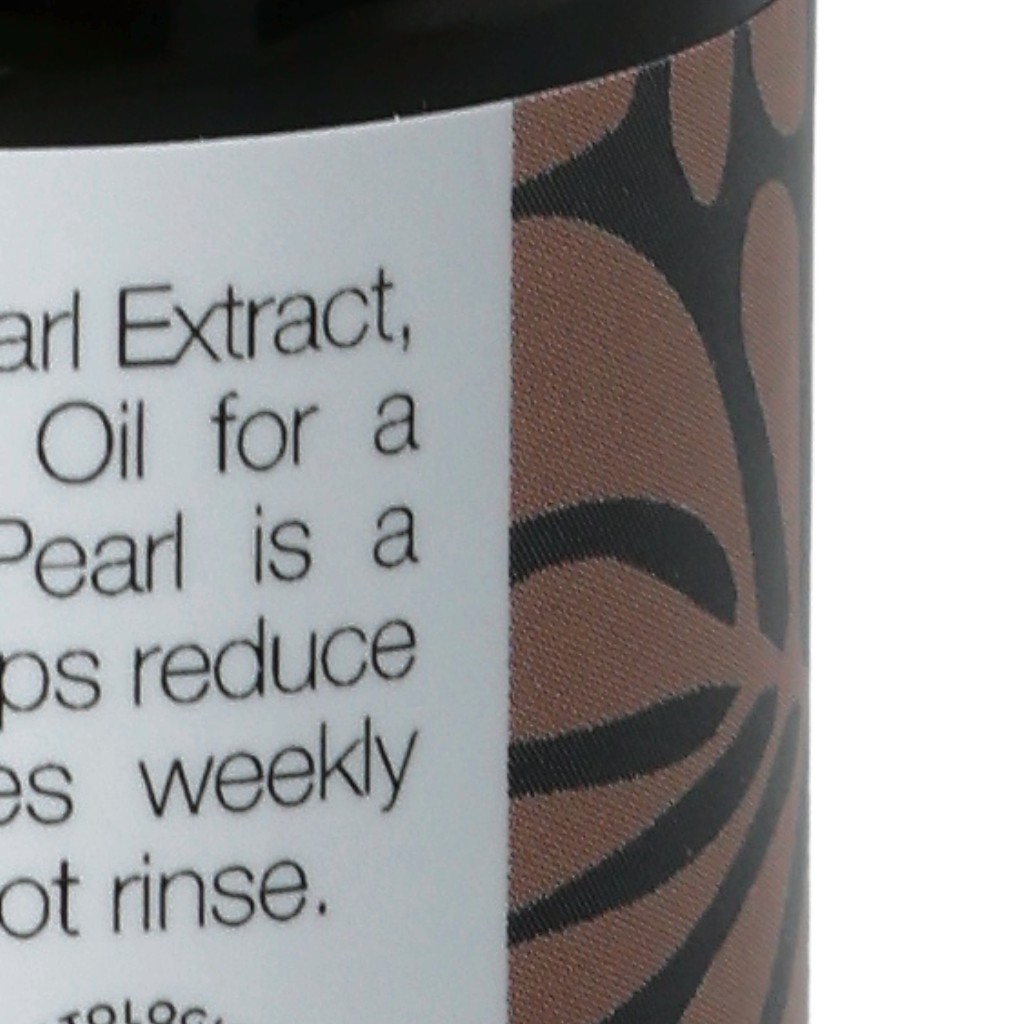 arl Extract,
Oil for a
Pearl is a
ps reduce
es weekly
ot rinse.